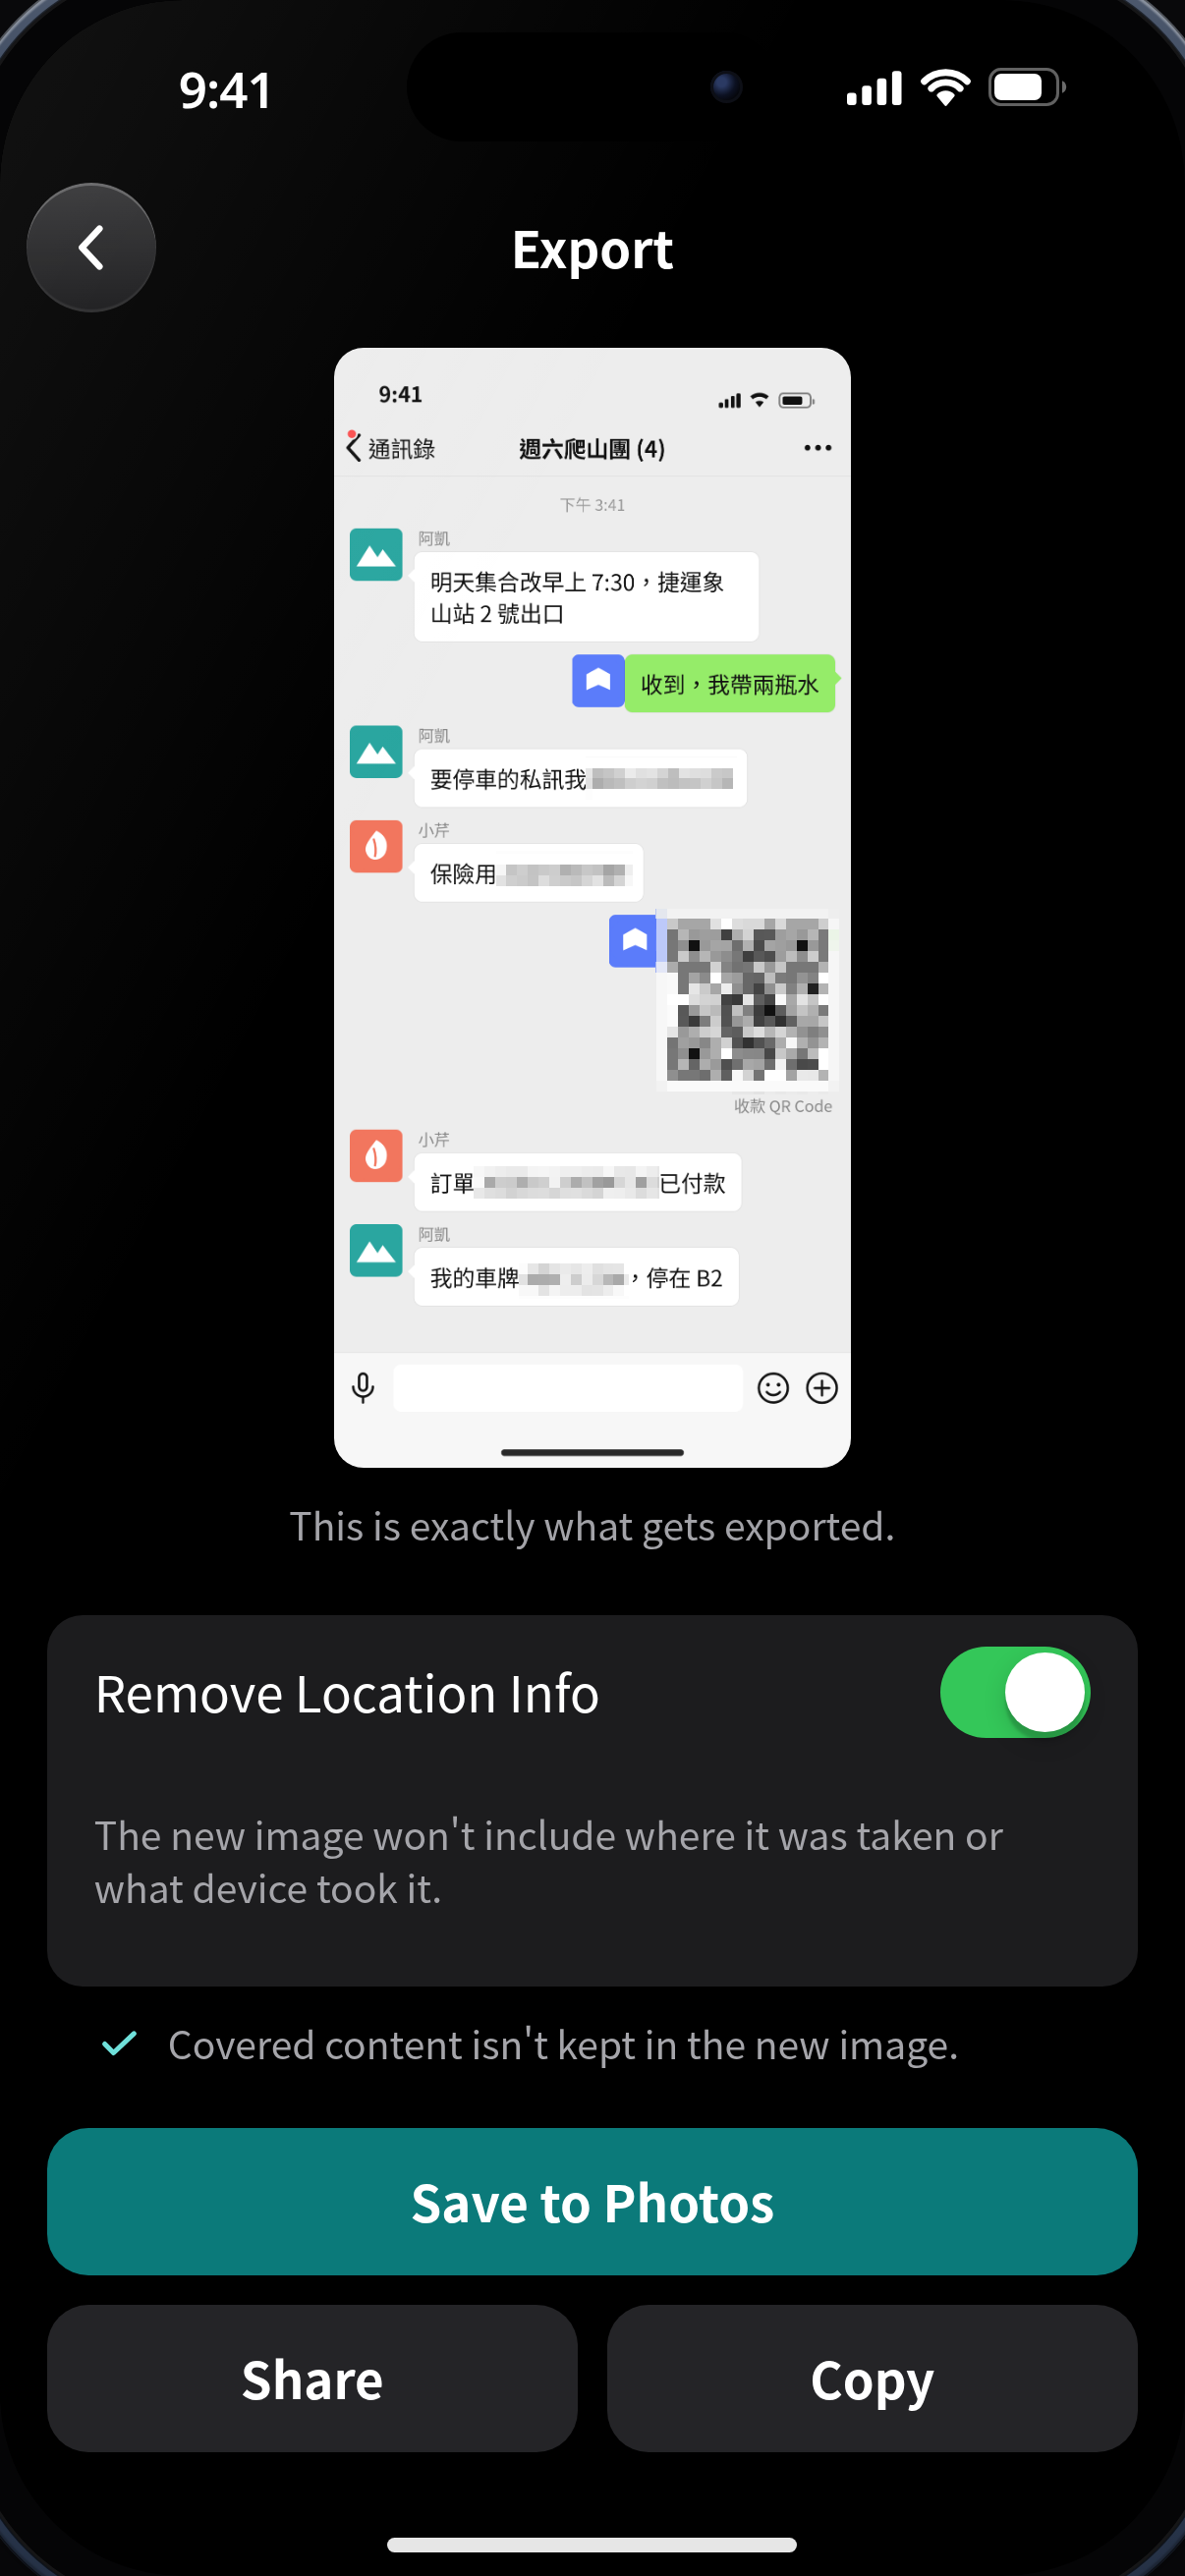 9:41
Export
9:41
通訊錄
週六爬山團 (4)
下午 3:41
阿凱
明天集合改早上 7:30，捷運象
山站 2 號出口
收到，我帶兩瓶水
阿凱
要停車的私訊我
小芹
保險用
收款 QR Code
小芹
訂單 已付款
阿凱
我的車牌 ，停在 B2
This is exactly what gets exported.
Remove Location Info
The new image won't include where it was taken or
what device took it.
Covered content isn't kept in the new image.
Save to Photos
Share
Copy